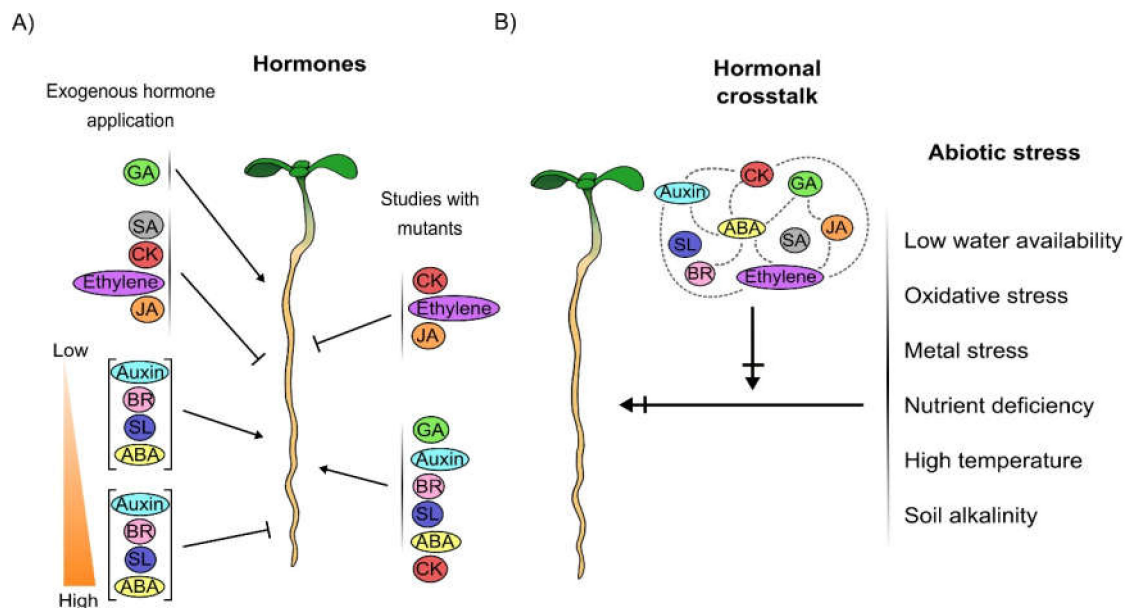 A)
Hormones
Exogenous hormone
application
GA
SA
CK
Ethylene
JA
Low
Auxin
BR
SL
ABA
Auxin
BR
SL
ABA
High
Studies with
mutants
CK
Ethylene
JA
GA
Auxin
BR
SL
ABA
CK
B)
Hormonal
crosstalk
CK
GA
Auxin
ABA
JA
SL
SA
BR
Ethylene
Abiotic stress
Low water availability
Oxidative stress
Metal stress
Nutrient deficiency
High temperature
Soil alkalinity